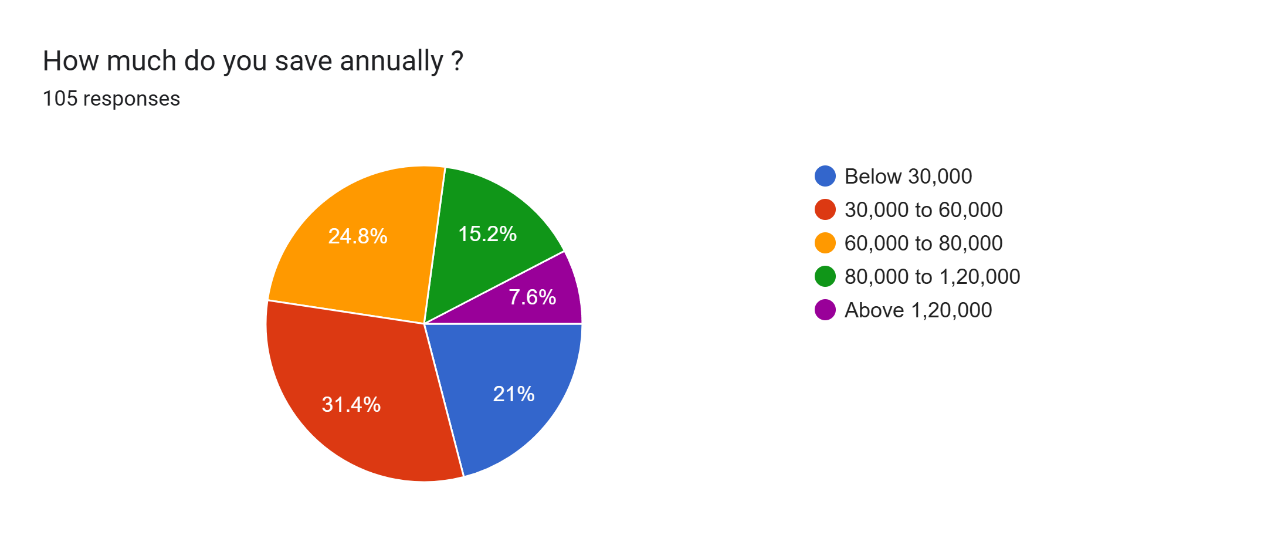 How much do you save annually ?
105 responses
24.8%
15.2%
7.6%
31.4%
21%
Below 30,000
30,000 to 60,000
60,000 to 80,000
80,000 to 1,20,000
Above 1,20,000